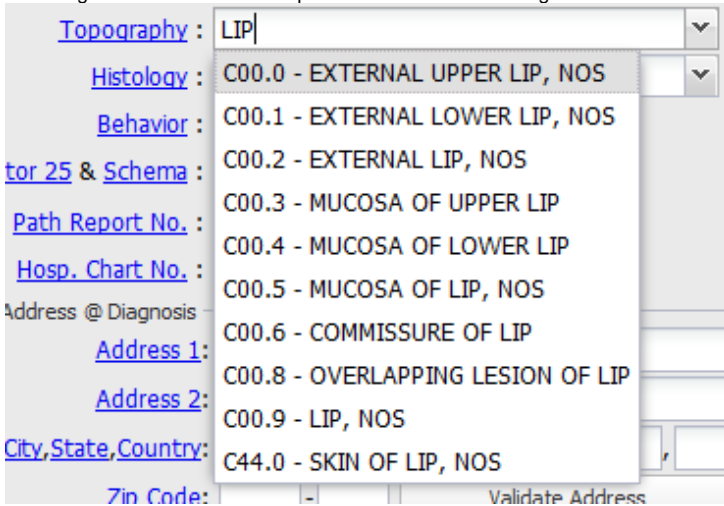 Topography : LIP
Histology : C00.0 - EXTERNAL UPPER LIP, NOS
Behavior : C00.1 - EXTERNAL LOWER LIP, NOS
C00.2 - EXTERNAL LIP, NOS
tor 25 & Schema :
C00.3 - MUCOSA OF UPPER LIP
Path Report No. :
C00.4 - MUCOSA OF LOWER LIP
Hosp. Chart No. :
C00.5 - MUCOSA OF LIP, NOS
Address @ Diagnosis
C00.6 - COMMISSURE OF LIP
Address 1:
C00.8 - OVERLAPPING LESION OF LIP
Address 2:
C00.9 - LIP, NOS
City,State,Country: ,
C44.0 - SKIN OF LIP, NOS
Zip Code: - Validate Address